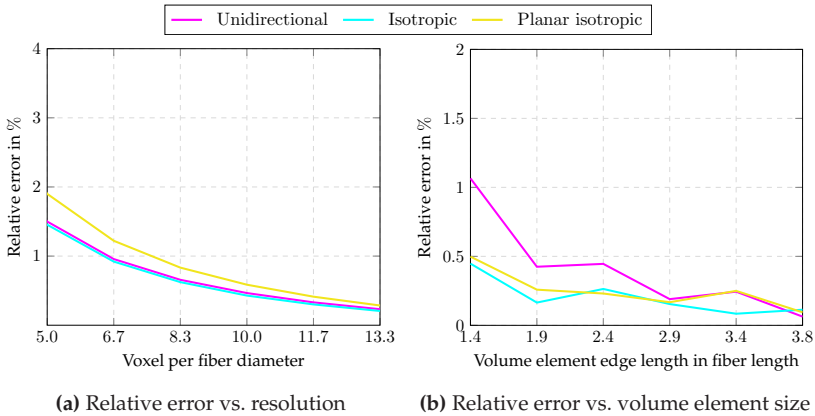 Unidirectional Isotropic Planar isotropic
Relative error in %
4
3
2
1
5.0 6.7 8.3 10.0 11.7 13.3
Voxel per fiber diameter
(a) Relative error vs. resolution
Relative error in %
2
1.5
1
0.5
0
1.4 1.9 2.4 2.9 3.4 3.8
Volume element edge length in fiber length
(b) Relative error vs. volume element size